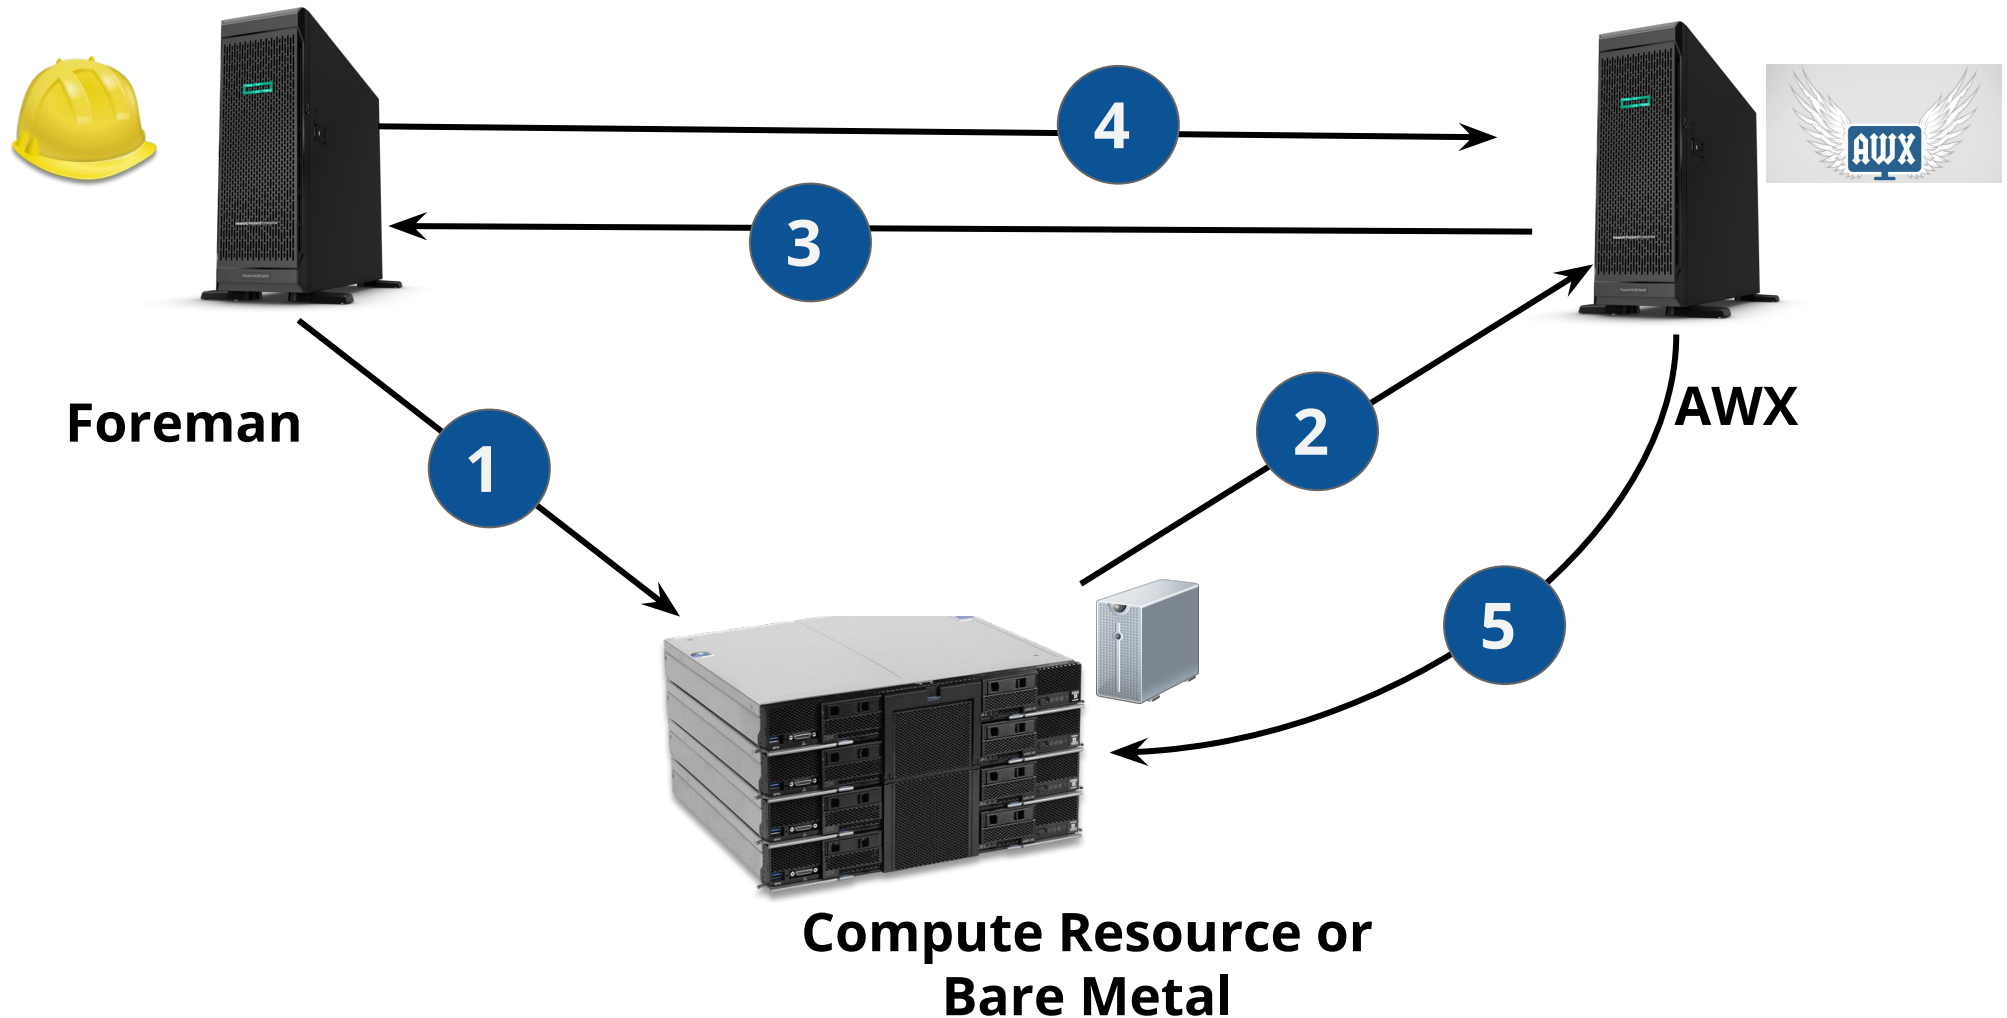 4
AWX
3
Foreman
AWX
1
2
5
Compute Resource or
Bare Metal